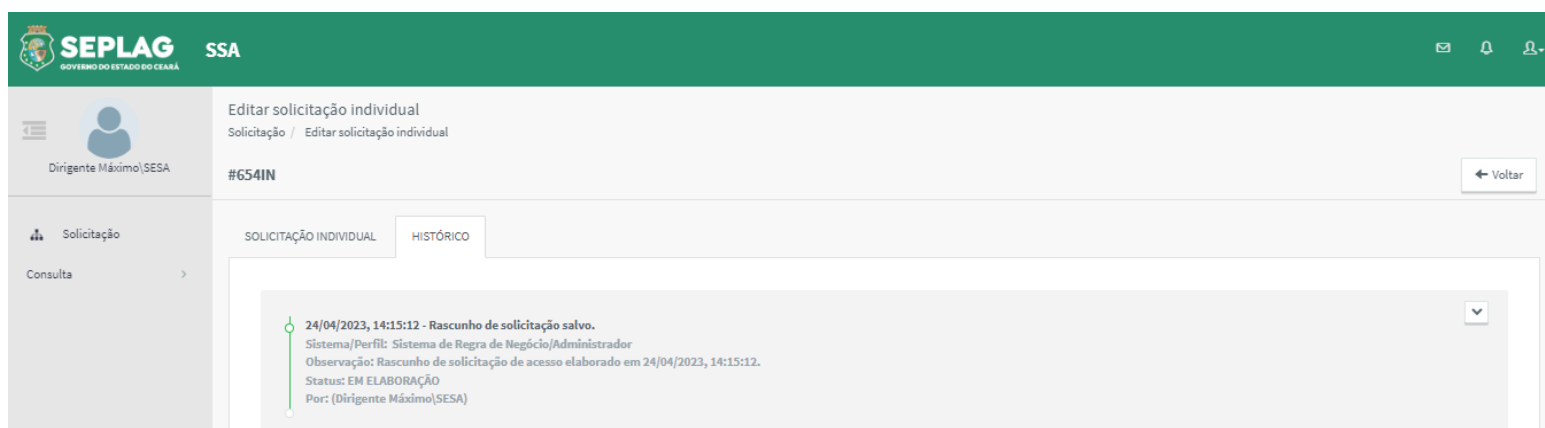 SEPLAG
GOVERNO DO ESTADO DO CEARÁ
SSA
Dirigente Máximo\SESA
Solicitação
Consulta
Editar solicitação individual
Solicitação / Editar solicitação individual
#654IN
Voltar
SOLICITAÇÃO INDIVIDUAL
HISTÓRICO
24/04/2023, 14:15:12 - Rascunho de solicitação salvo.
Sistema/Perfil: Sistema de Regra de Negócio/Administrador
Observação: Rascunho de solicitação de acesso elaborado em 24/04/2023, 14:15:12.
Status: EM ELABORAÇÃO
Por: (Dirigente Máximo\SESA)